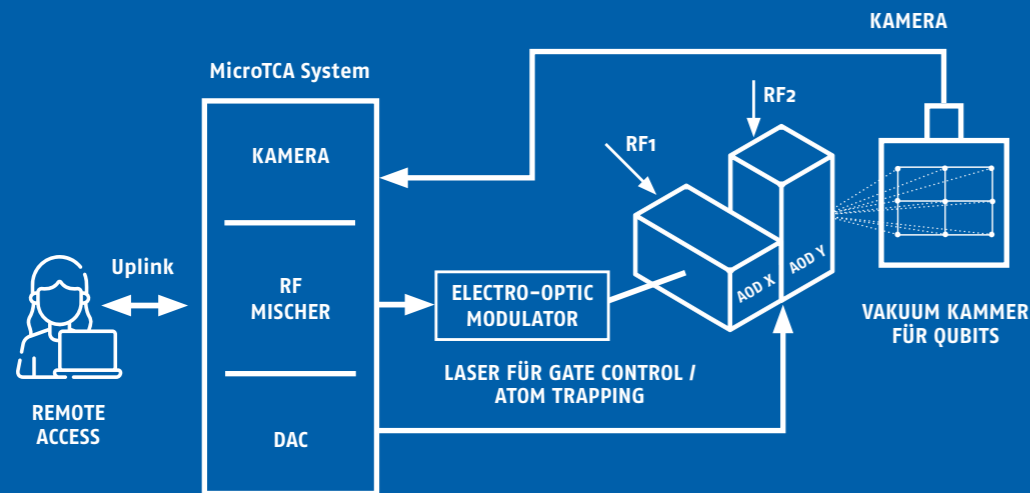 KAMERA
MicroTCA System
RF2
RF1
KAMERA
AOD X
AOD Y
Uplink
RF
MISCHER
ELECTRO-OPTIC
MODULATOR
VAKUUM KAMMER
FÜR QUBITS
LASER FÜR GATE CONTROL /
ATOM TRAPPING
REMOTE
ACCESS
DAC